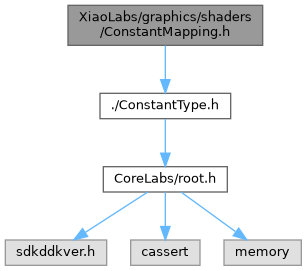 XiaoLabs/graphics/shaders
/ConstantMapping.h
./ConstantType.h
CoreLabs/root.h
sdkddkver.h
cassert
memory